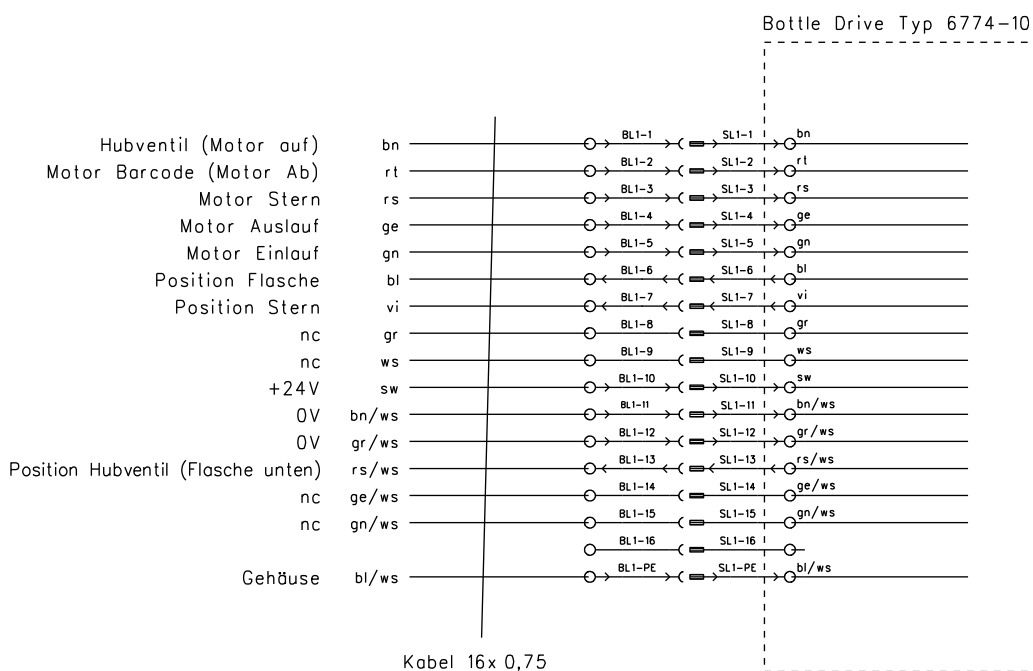 Bottle Drive Typ 6774-10
Hubventil (Motor auf) bn BL1-1 SL1-1 bn
Motor Barcode (Motor Ab) rt BL1-2 SL1-2 rt
Motor Stern rs BL1-3 SL1-3 rs
Motor Auslauf ge BL1-4 SL1-4 ge
Motor Einlauf gn BL1-5 SL1-5 gn
Position Flasche bl BL1-6 SL1-6 bl
Position Stern vi BL1-7 SL1-7 vi
nc gr BL1-8 SL1-8 gr
nc ws BL1-9 SL1-9 ws
+24V sw BL1-10 SL1-10 sw
0V bn/ws BL1-11 SL1-11 bn/ws
0V gr/ws BL1-12 SL1-12 gr/ws
Position Hubventil (Flasche unten) rs/ws BL1-13 SL1-13 rs/ws
nc ge/ws BL1-14 SL1-14 ge/ws
nc gn/ws BL1-15 SL1-15 gn/ws
BL1-16 SL1-16
Gehäuse bl/ws BL1-PE SL1-PE bl/ws
Kabel 16x 0,75